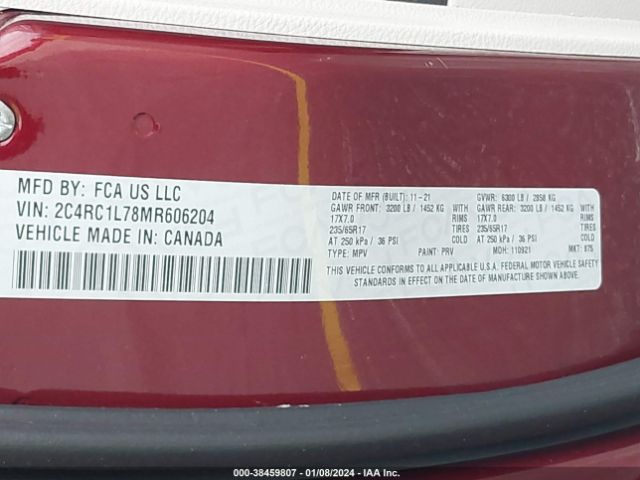 MFD BY: FCA US LLC
VIN: 2C4RC1L78MR606204
VEHICLE MADE IN: CANADA
DATE OF MFR (BUILT): 11-21 GVWR: 6300 LB / 2858 KG
GAWR FRONT: 3200 LB / 1452 KG WITH GAWR REAR: 3200 LB / 1452 KG WITH
17X7.0 RIMS 17X7.0 RIMS
235/65R17 TIRES 235/65R17 TIRES
AT 250 kPa / 36 PSI COLD AT 250 kPa / 36 PSI COLD
TYPE: MPV PAINT: PRV MDH: 110921 MKT:
THIS VEHICLE CONFORMS TO ALL APPLICABLE U.S.A. FEDERAL MOTOR VEHICLE SAFETY
STANDARDS IN EFFECT ON THE DATE OF MANUFACTURE SHOWN ABOVE.
000-38459807 - 01/08/2024 - IAA Inc.